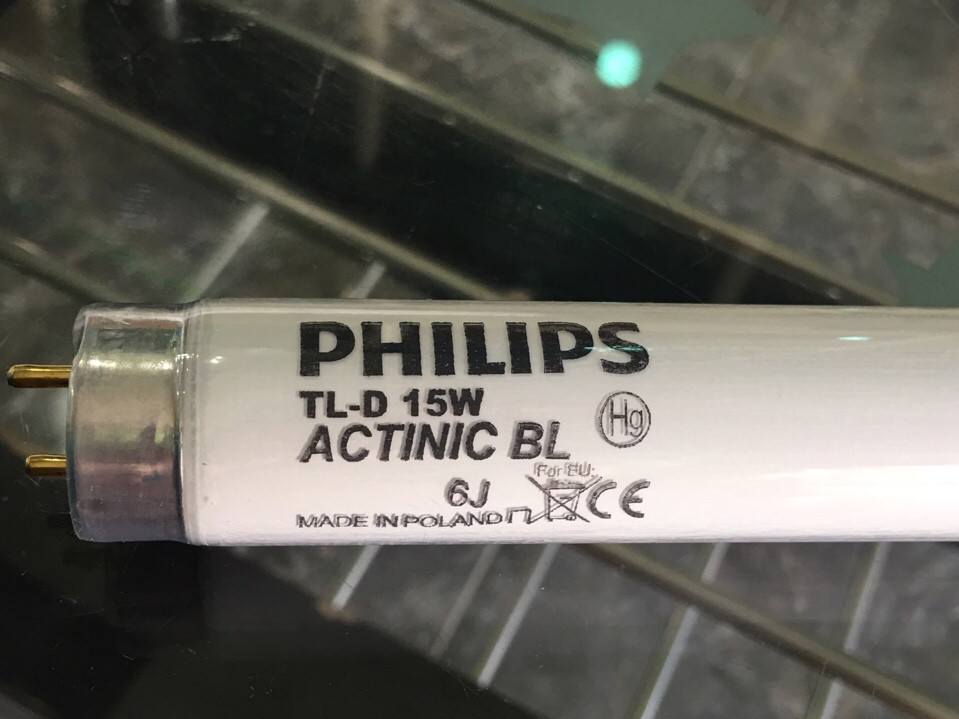 PHILIPS
TL-D 15W
ACTINIC BL
Hg
For EU:
6J
CE
MADE IN POLAND